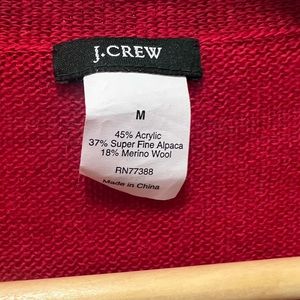 J.CREW
M
45% Acrylic
37% Super Fine Alpaca
18% Merino Wool
RN77388
Made in China